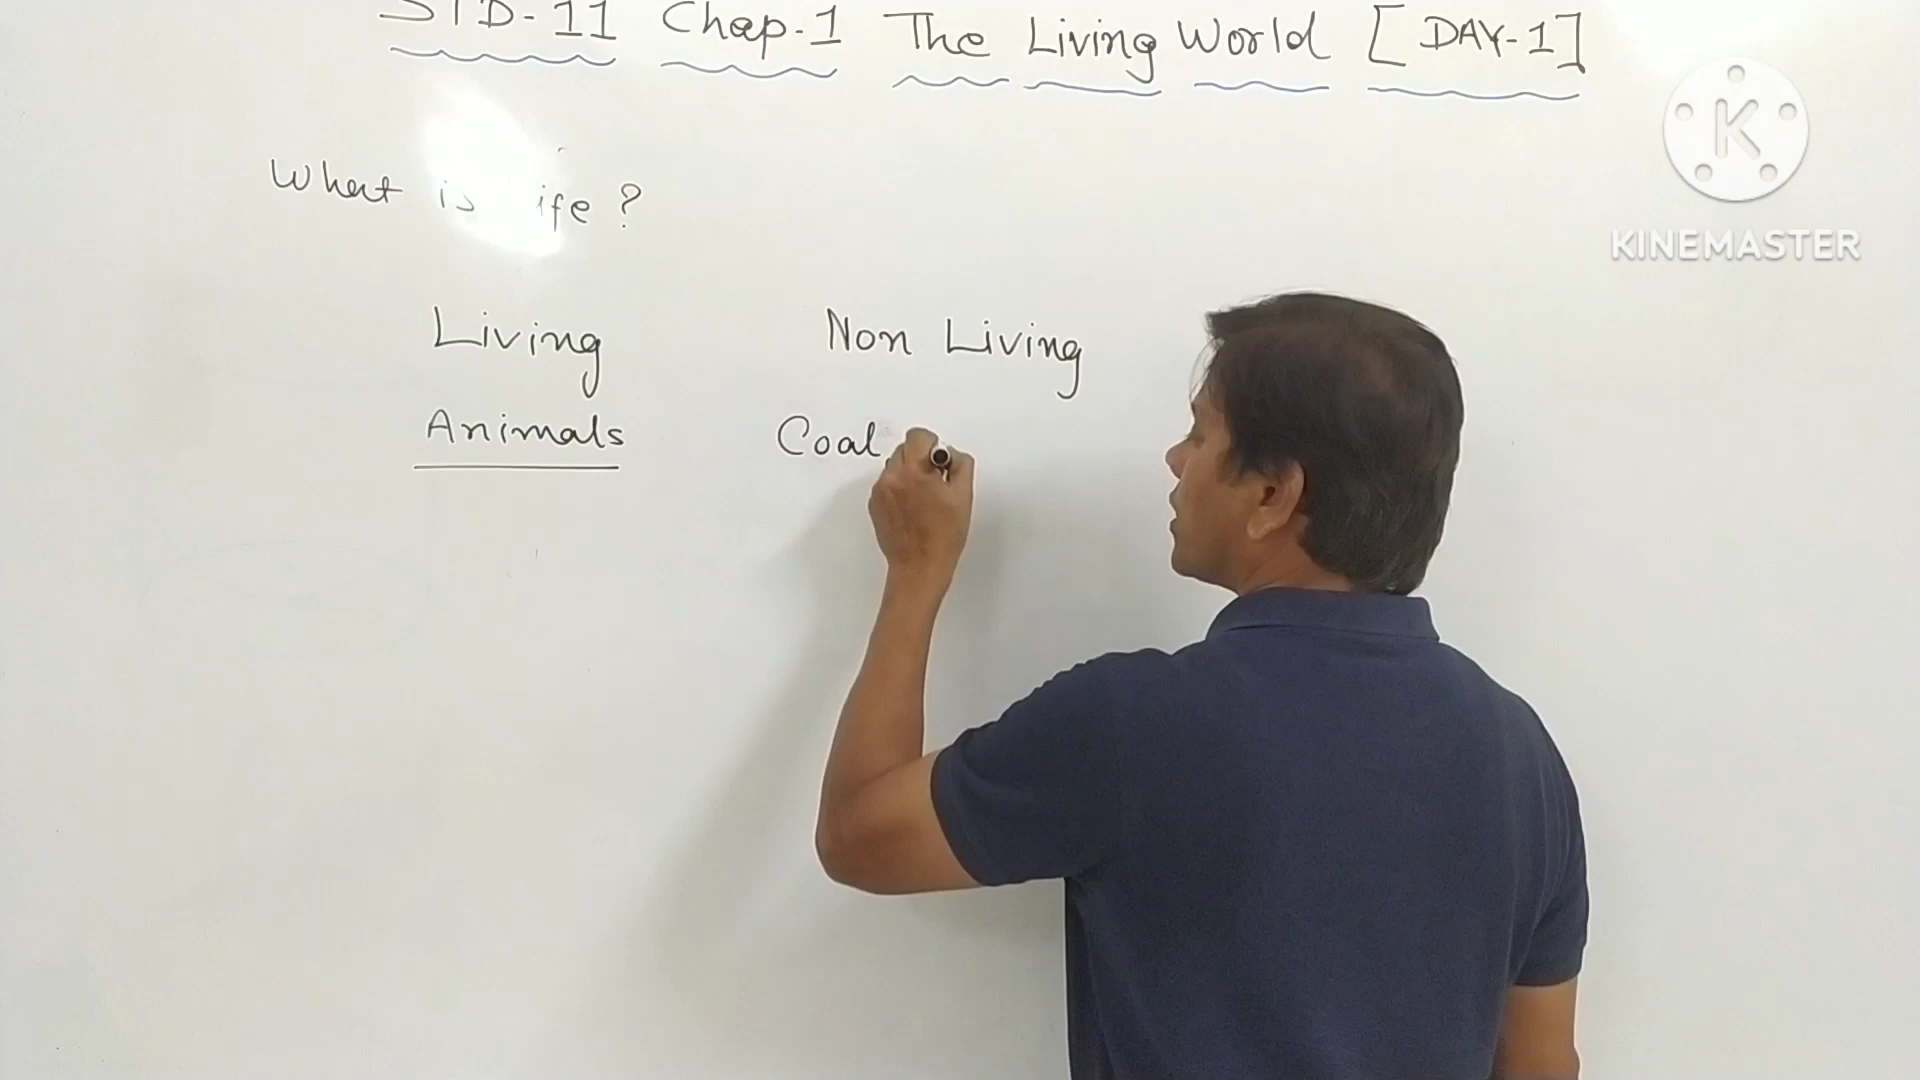 STD-11 Chap-1 The Living World [DAY-1]
What is ife?
Living Non Living
Animals Coal,
K
KINEMASTER